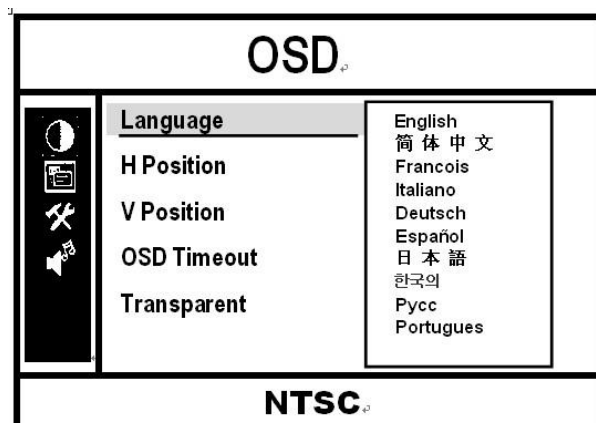 OSD
Language
H Position
V Position
OSD Timeout
Transparent
English
简体中文
Francois
Italiano
Deutsch
Español
日本語
한국의
Pycc
Portugues
NTSC